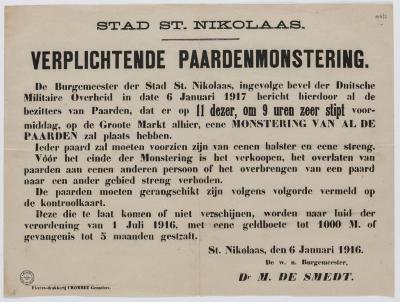 STAD ST. NIKOLAAS.
VERPLICHTENDE PAARDENMONSTERING.
De Burgemeester der Stad St. Nikolaas, ingevolge bevel der Duitsche
Militaire Overheid in date 6 Januari 1917 bericht hierdoor al de
bezitters van Paarden, dat er op 11 dezer, om 9 uren zeer stipt voor-
middag, op de Groote Markt alhier, eene MONSTERING VAN AL DE
PAARDEN zal plaats hebben.
Ieder paard zal moeten voorzien zijn van eenen halster en eene streng.
Vóór het einde der Monstering is het verkoopen, het overlaten van
paarden aan eenen anderen persoon of het overbrengen van een paard
naar een ander gebied streng verboden.
De paarden moeten gerangschikt zijn volgens volgorde vermeld op
de kontroolkaart.
Deze die te laat komen of niet verschijnen, worden naar luid der
verordening van 1 Juli 1916, met eene geldboete tot 1000 M. of
gevangenis tot 5 maanden gestraft.
St. Nikolaas, den 6 Januari 1916.
De w. n. Burgemeester,
Dr M. DE SMEDT.
Snelpers-drukkerij